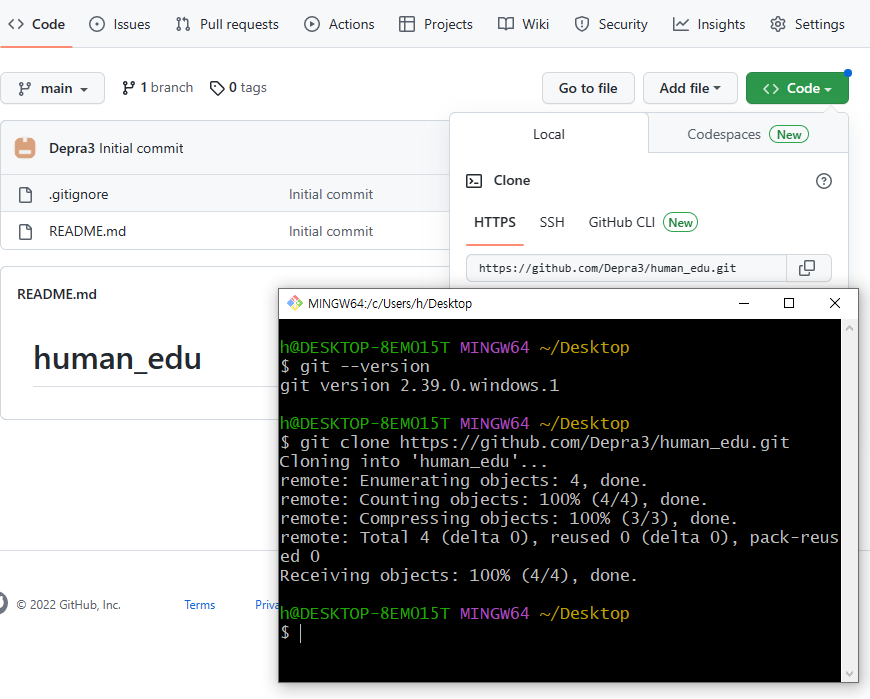 Code Issues Pull requests Actions Projects Wiki Security Insights Settings
main 1 branch 0 tags Go to file Add file Code
Local Codespaces New
Depra3 Initial commit
Clone
.gitignore Initial commit
HTTPS SSH GitHub CLI New
README.md Initial commit
https://github.com/Depra3/human_edu.git
README.md
human_edu
MINGW64:/c/Users/h/Desktop
h@DESKTOP-8EMO15T MINGW64 ~/Desktop
$ git --version
git version 2.39.0.windows.1
h@DESKTOP-8EMO15T MINGW64 ~/Desktop
$ git clone https://github.com/Depra3/human_edu.git
Cloning into 'human_edu'...
remote: Enumerating objects: 4, done.
remote: Counting objects: 100% (4/4), done.
remote: Compressing objects: 100% (3/3), done.
remote: Total 4 (delta 0), reused 0 (delta 0), pack-reus
ed 0
Receiving objects: 100% (4/4), done.
h@DESKTOP-8EMO15T MINGW64 ~/Desktop
$
© 2022 GitHub, Inc. Terms Priva